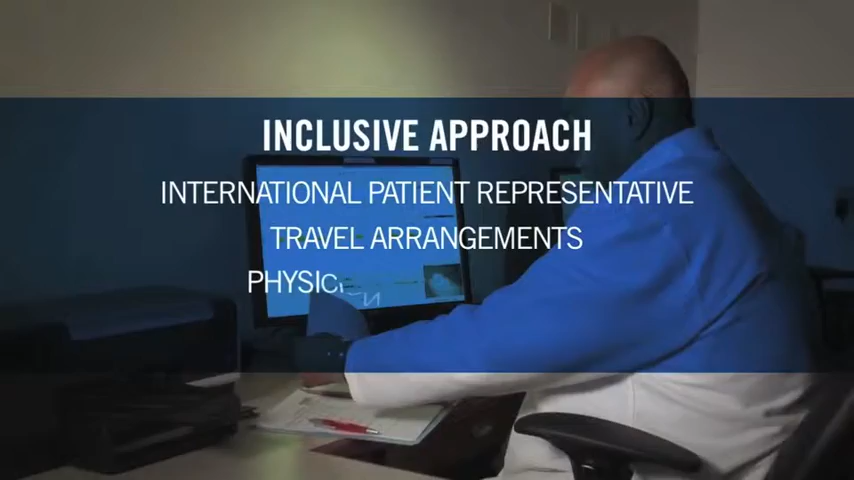 INCLUSIVE APPROACH
INTERNATIONAL PATIENT REPRESENTATIVE
TRAVEL ARRANGEMENTS